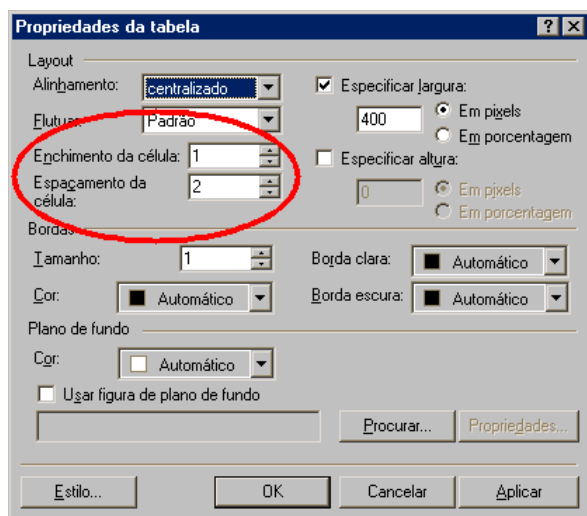 Propriedades da tabela
Layout
Alinhamento: centralizado
Especificar largura:
Flutuar: Padrão
400 Em pixels
Em porcentagem
Enchimento da célula: 1
Especificar altura:
Espaçamento da célula: 2
0 Em pixels
Em porcentagem
Bordas
Tamanho: 1 Borda clara: Automático
Cor: Automático Borda escura: Automático
Plano de fundo
Cor: Automático
Usar figura de plano de fundo
Procurar... Propriedades...
Estilo... OK Cancelar Aplicar